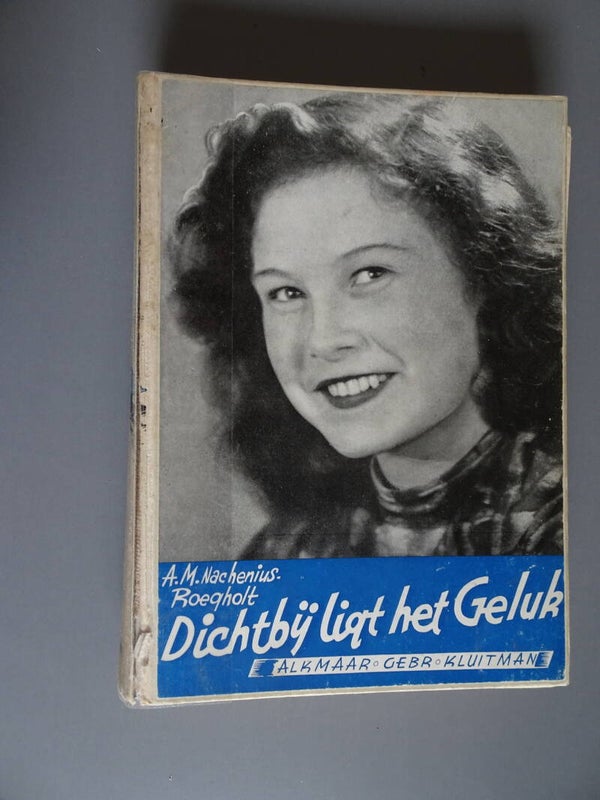 A.M. Nachenius-
Roegholt
Dichtbij ligt het Geluk
ALKMAAR GEBR KLUITMAN